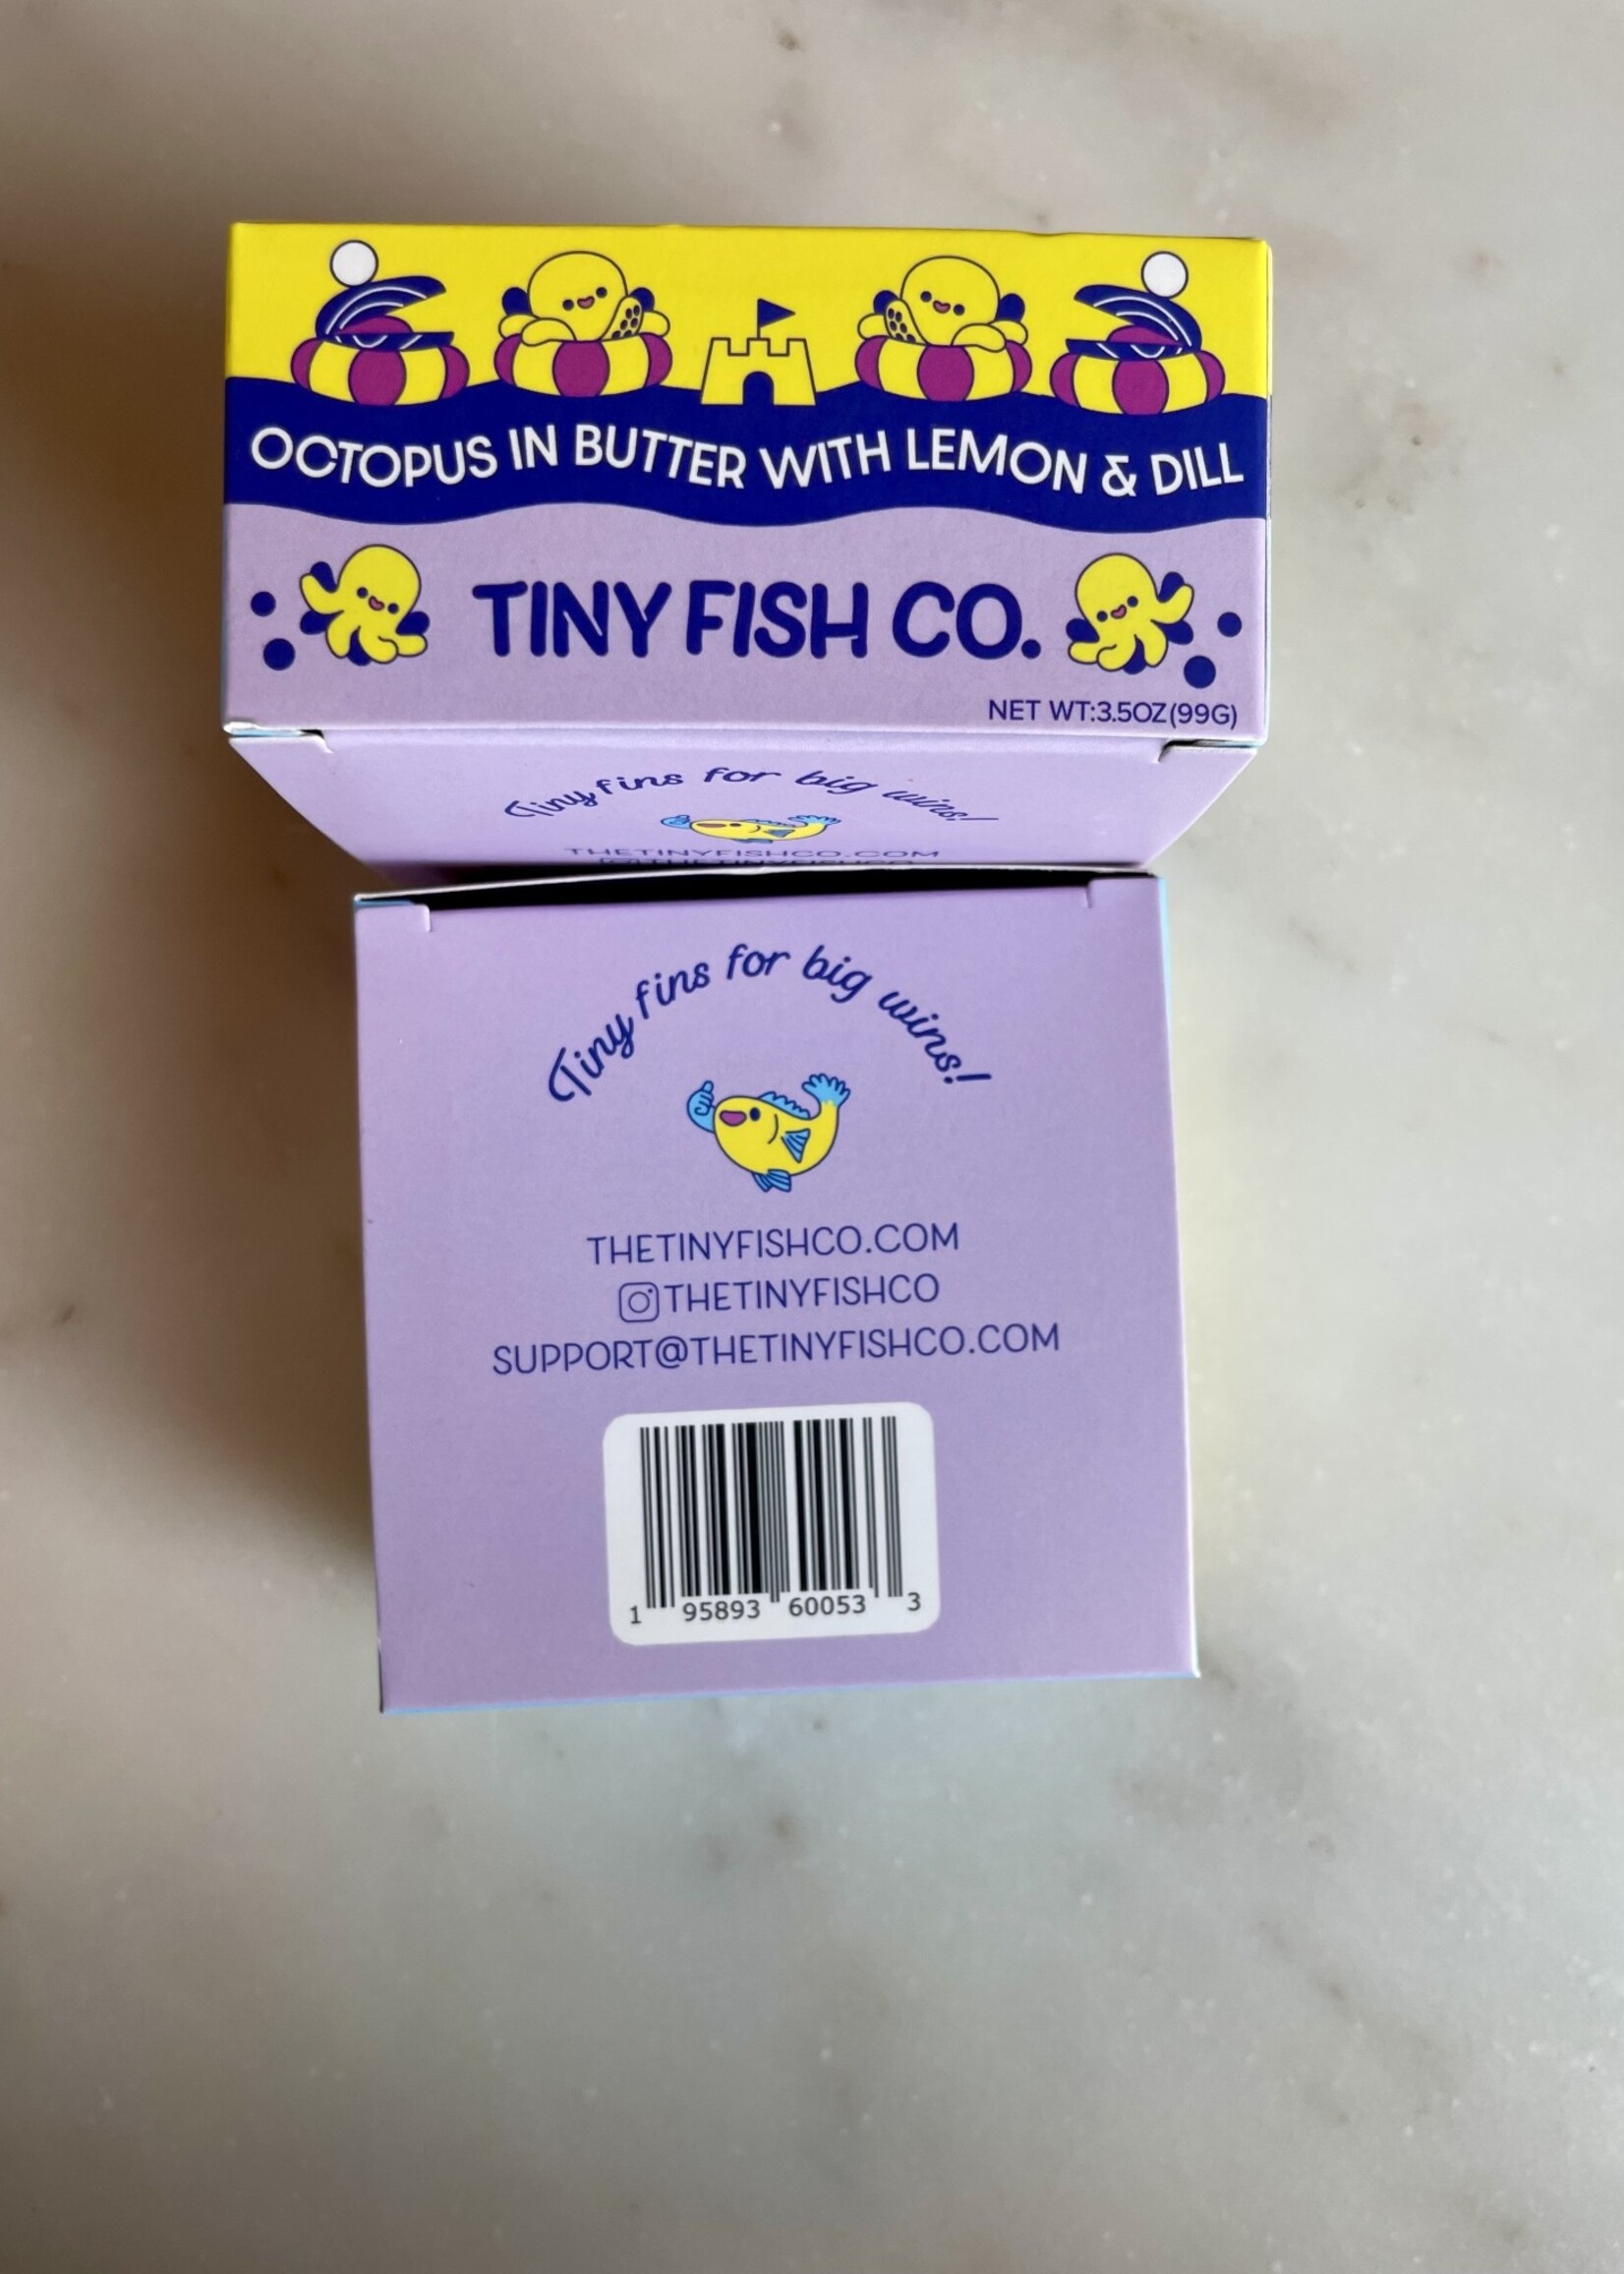 OCTOPUS IN BUTTER WITH LEMON & DILL
TINY FISH CO.
NET WT:3.5OZ(99G)
Tiny fins for big wins!
THETINYFISHCO.COM
THETINYFISHCO
Tiny fins for big wins!
THETINYFISHCO.COM
THETINYFISHCO
SUPPORT@THETINYFISHCO.COM
1 95893 60053 3